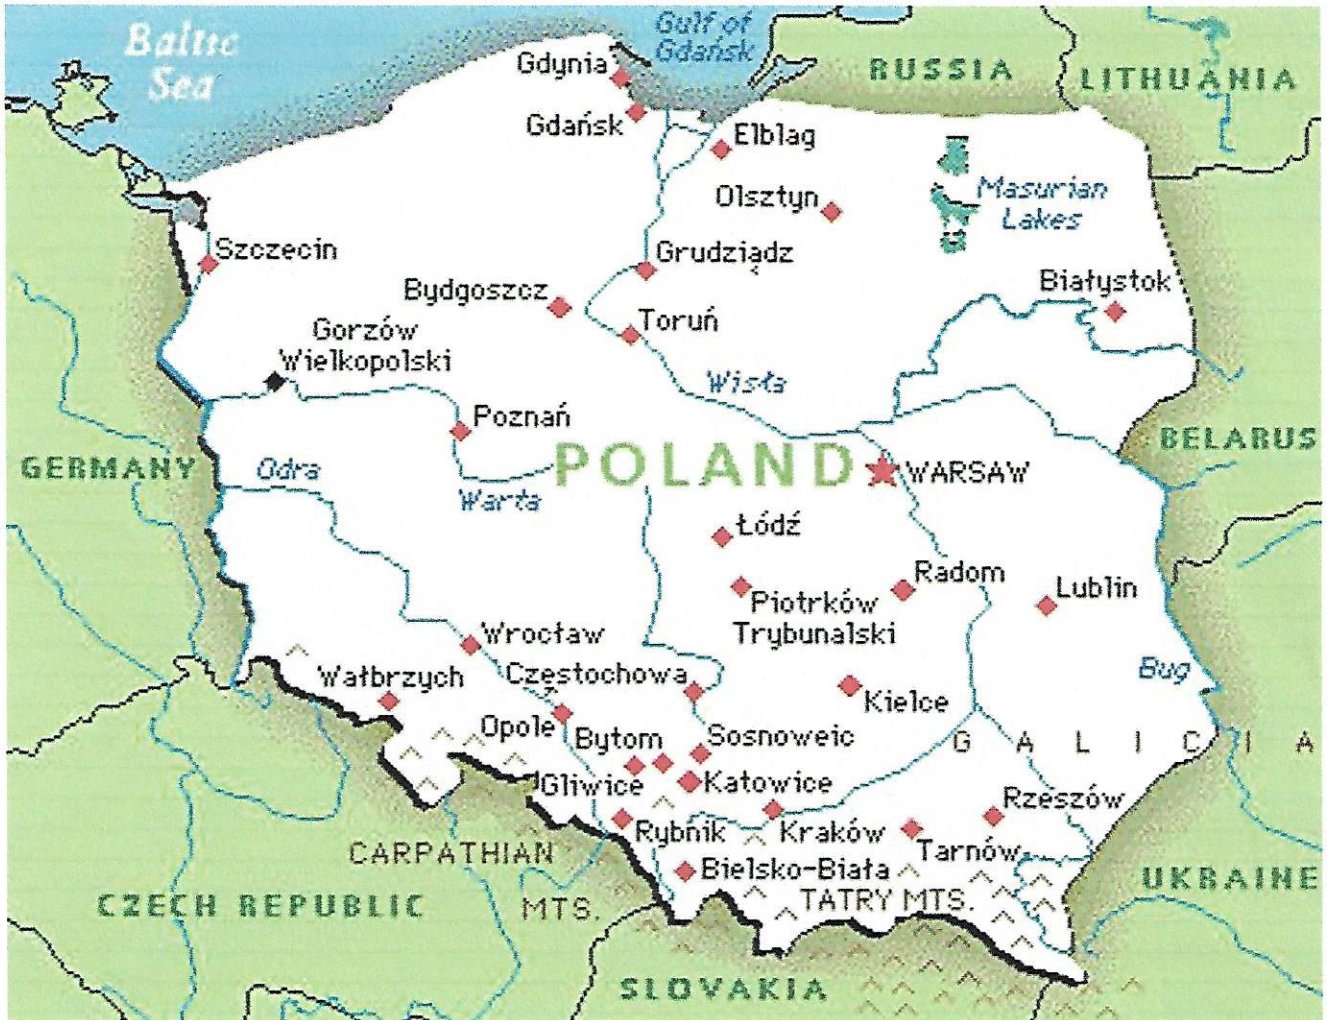 Baltic
Sea
Gulf of
Gdańsk
RUSSIA
LITHUANIA
Gdynia
Gdańsk
Elblag
Olsztyn
Masurian
Lakes
Szczecin
Grudziądz
Białystok
Bydgoszcz
Toruń
Gorzów
Wielkopolski
Wisła
Poznań
BELARUS
GERMANY
Odra
Warta
POLAND
WARSAW
Łódź
Radom
Lublin
Piotrków
Trybunalski
Wrocław
Bug
Wałbrzych
Częstochowa
Kielce
Opole
Bytom
Sosnoweic
GALICIA
Gliwice
Katowice
Rzeszów
Rybnik
Kraków
Tarnów
CARPATHIAN
MTS.
Bielsko-Biała
TATRY MTS.
UKRAINE
CZECH REPUBLIC
SLOVAKIA